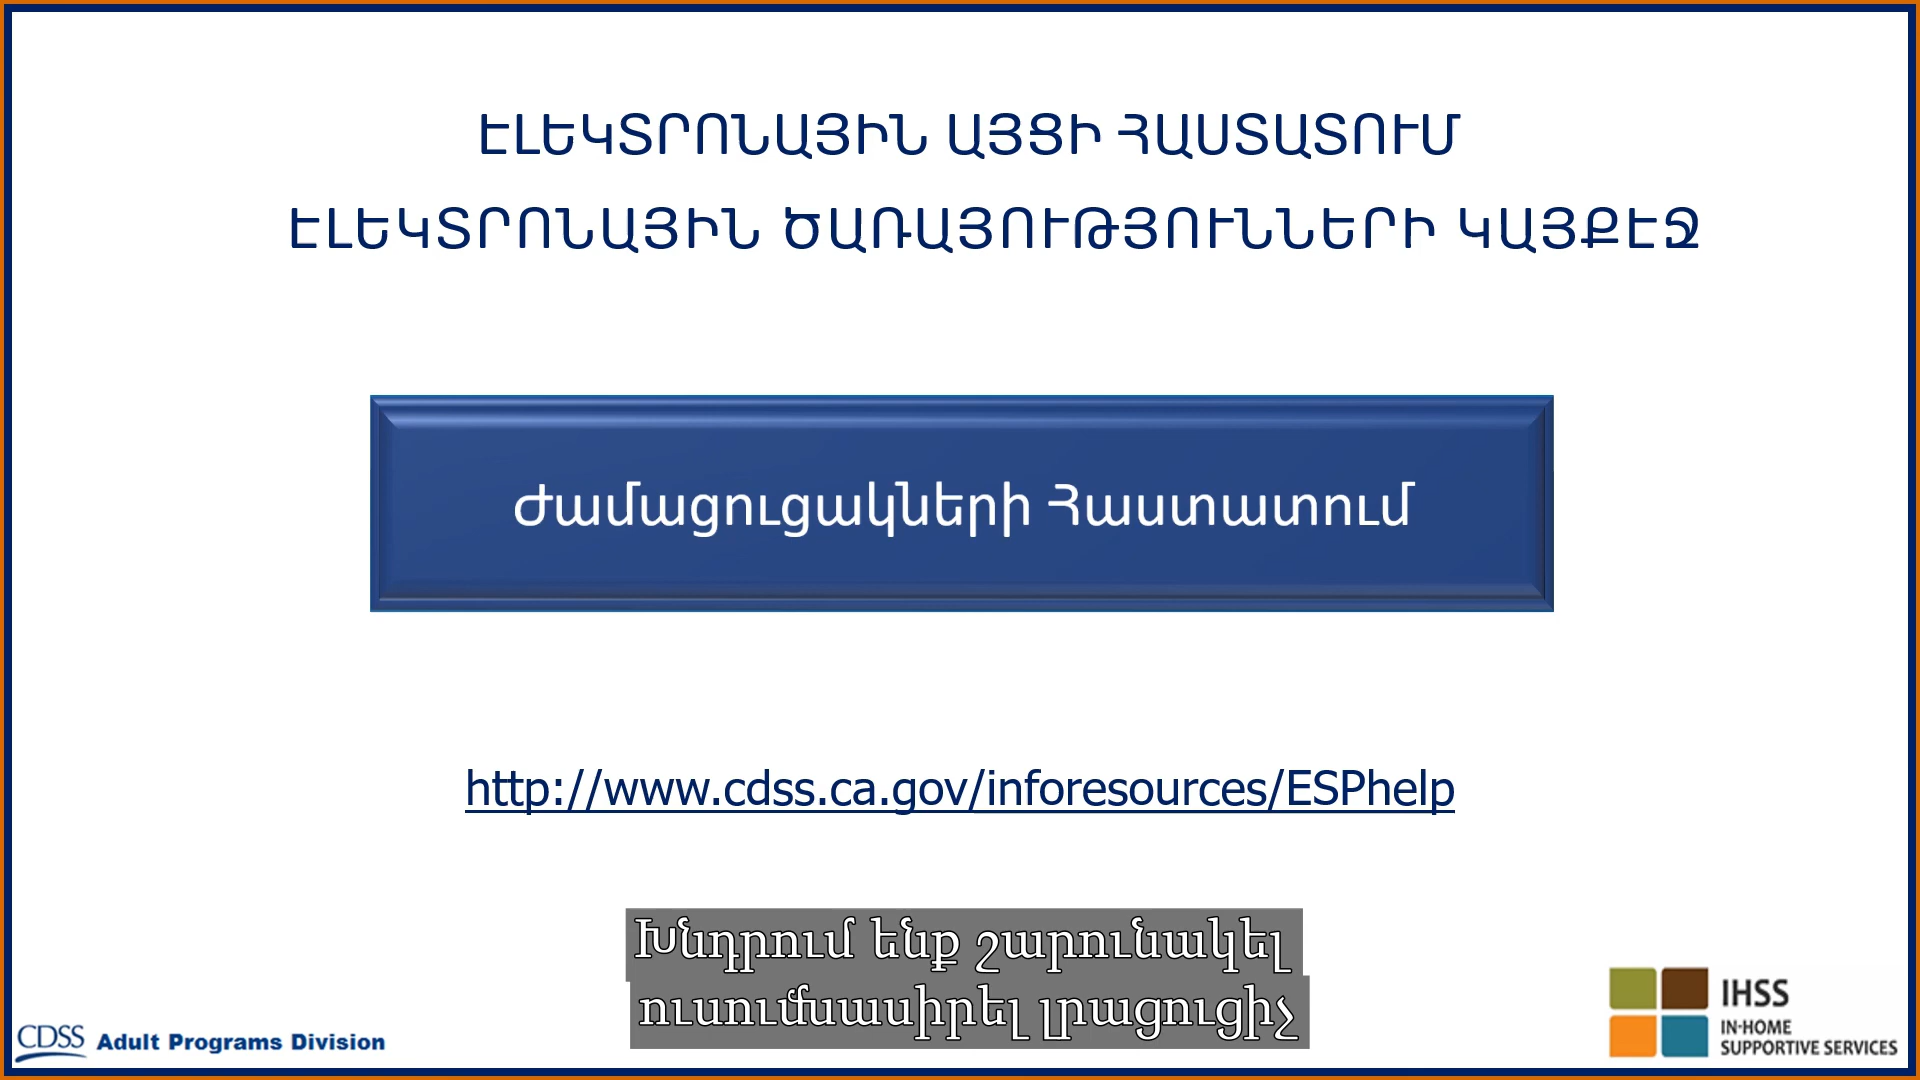 ԷԼԵԿՏՐՈՆԱՅԻՆ ԱՅՑԻ ՀԱՍՏԱՏՈՒՄ
ԷԼԵԿՏՐՈՆԱՅԻՆ ԾԱՌԱՅՈՒԹՅՈՒՆՆԵՐԻ ԿԱՅՔԷՋ
Ժամացուցակների Հաստատում
http://www.cdss.ca.gov/inforesources/ESPhelp
Խնդրում ենք շարունակել
ուսումնասիրել լրացուցիչ
CDSS Adult Programs Division
IHSS
IN-HOME
SUPPORTIVE SERVICES